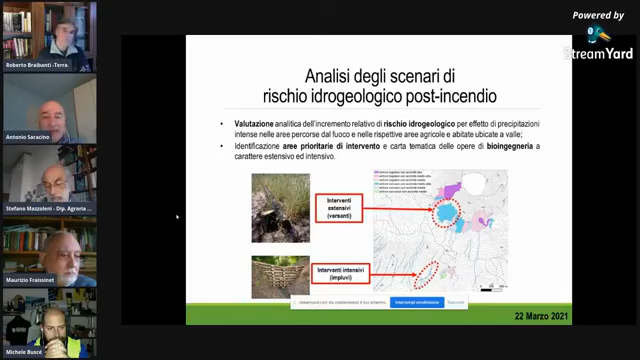 Powered by
StreamYard
Roberto Braibanti -Terra.
Antonio Saracino
Stefano Mazzoleni - Dip. Agraria ...
Maurizio Fraissinet
Michele Buscè
Analisi degli scenari di
rischio idrogeologico post-incendio
• Valutazione analitica dell'incremento relativo di rischio idrogeologico per effetto di precipitazioni
intense nelle aree percorse dal fuoco e nelle rispettive aree agricole e abitate ubicate a valle;
• Identificazione aree prioritarie di intervento e carta tematica delle opere di bioingegneria a
carattere estensivo ed intensivo.
Interventi
estensivi
(versanti)
Interventi intensivi
(impluvi)
Interrompi condivisione
Nascondi
22 Marzo 2021